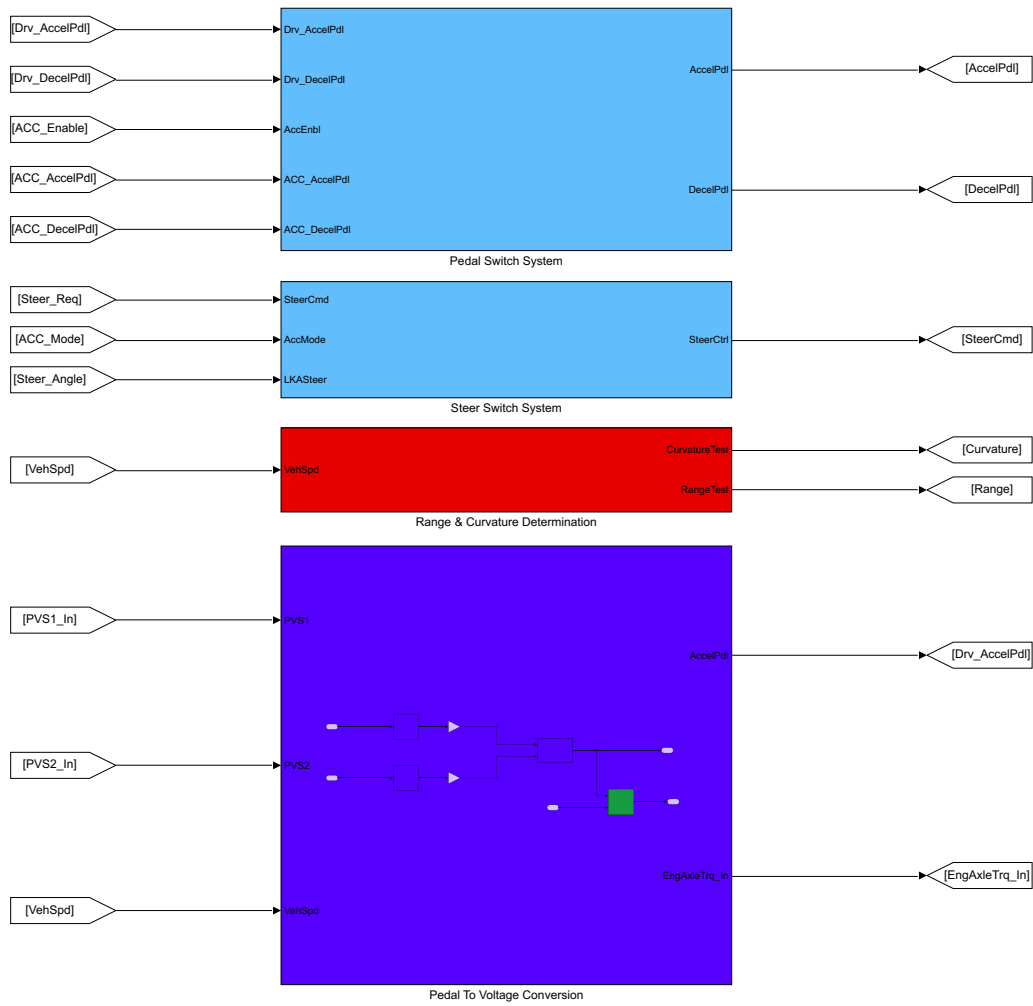 [Drv_AccelPdl]
Drv_AccelPdl
AccelPdl
[AccelPdl]
[Drv_DecelPdl]
Drv_DecelPdl
[ACC_Enable]
AccEnbl
[ACC_AccelPdl]
ACC_AccelPdl
DecelPdl
[DecelPdl]
[ACC_DecelPdl]
ACC_DecelPdl
Pedal Switch System
[Steer_Req]
SteerCmd
[ACC_Mode]
AccMode
SteerCtrl
[SteerCmd]
[Steer_Angle]
LKASteer
Steer Switch System
[VehSpd]
VehSpd
CurvatureTest
[Curvature]
RangeTest
[Range]
Range & Curvature Determination
[PVS1_In]
PVS1
AccelPdl
[Drv_AccelPdl]
[PVS2_In]
PVS2
EngAxleTrq_In
[EngAxleTrq_In]
[VehSpd]
VehSpd
Pedal To Voltage Conversion